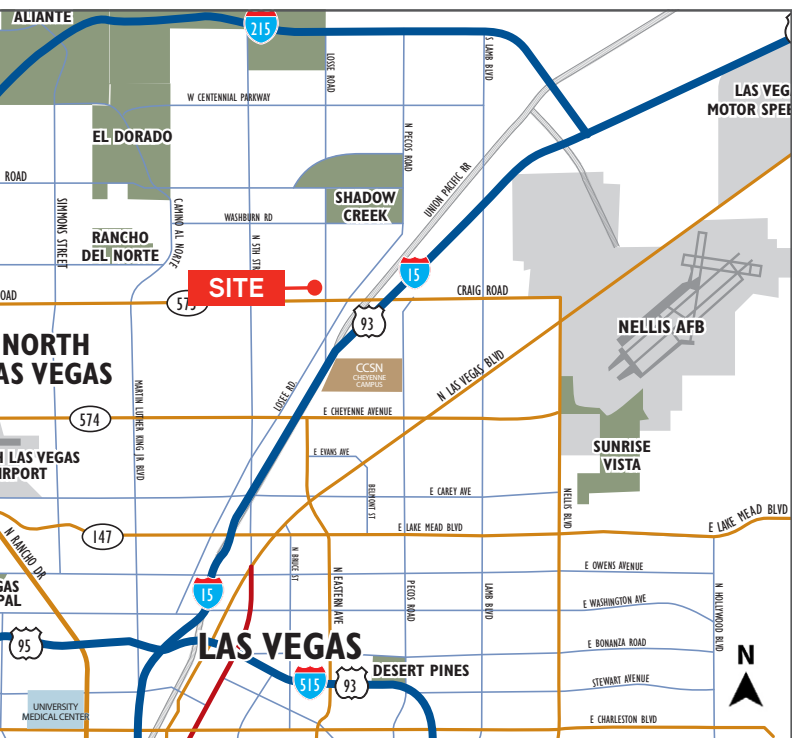 ALIANTE
215
LOSSE ROAD
S LAMB BLVD
W CENTENNIAL PARKWAY
LAS VEG
MOTOR SPEE
EL DORADO
N PECOS ROAD
UNION PACIFIC RR
ROAD
SIMMONS STREET
CAMINO AL NORTE
SHADOW
CREEK
WASHBURN RD
RANCHO
DEL NORTE
N 5TH STR
15
SITE
OAD
573
CRAIG ROAD
93
NELLIS AFB
NORTH
AS VEGAS
CCSN
CHEYENNE
CAMPUS
N LAS VEGAS BLVD
MARTIN LUTHER KING JR BLVD
LOSEE RD.
574
E CHEYENNE AVENUE
H LAS VEGAS
IRPORT
E EVANS AVE
SUNRISE
VISTA
BELMONT ST
E CAREY AVE
NELLIS BLVD
147
E LAKE MEAD BLVD
E LAKE MEAD BLVD
N RANCHO DR
N BRUCE ST
N EASTERN AVE
PECOS ROAD
LAMB BLVD
E OWENS AVENUE
N HOLLYWOOD BLVD
GAS
PAL
15
E WASHINGTON AVE
95
LAS VEGAS
E BONANZA ROAD
N
DESERT PINES
515
93
STEWART AVENUE
UNIVERSITY
MEDICAL CENTER
E CHARLESTON BLVD